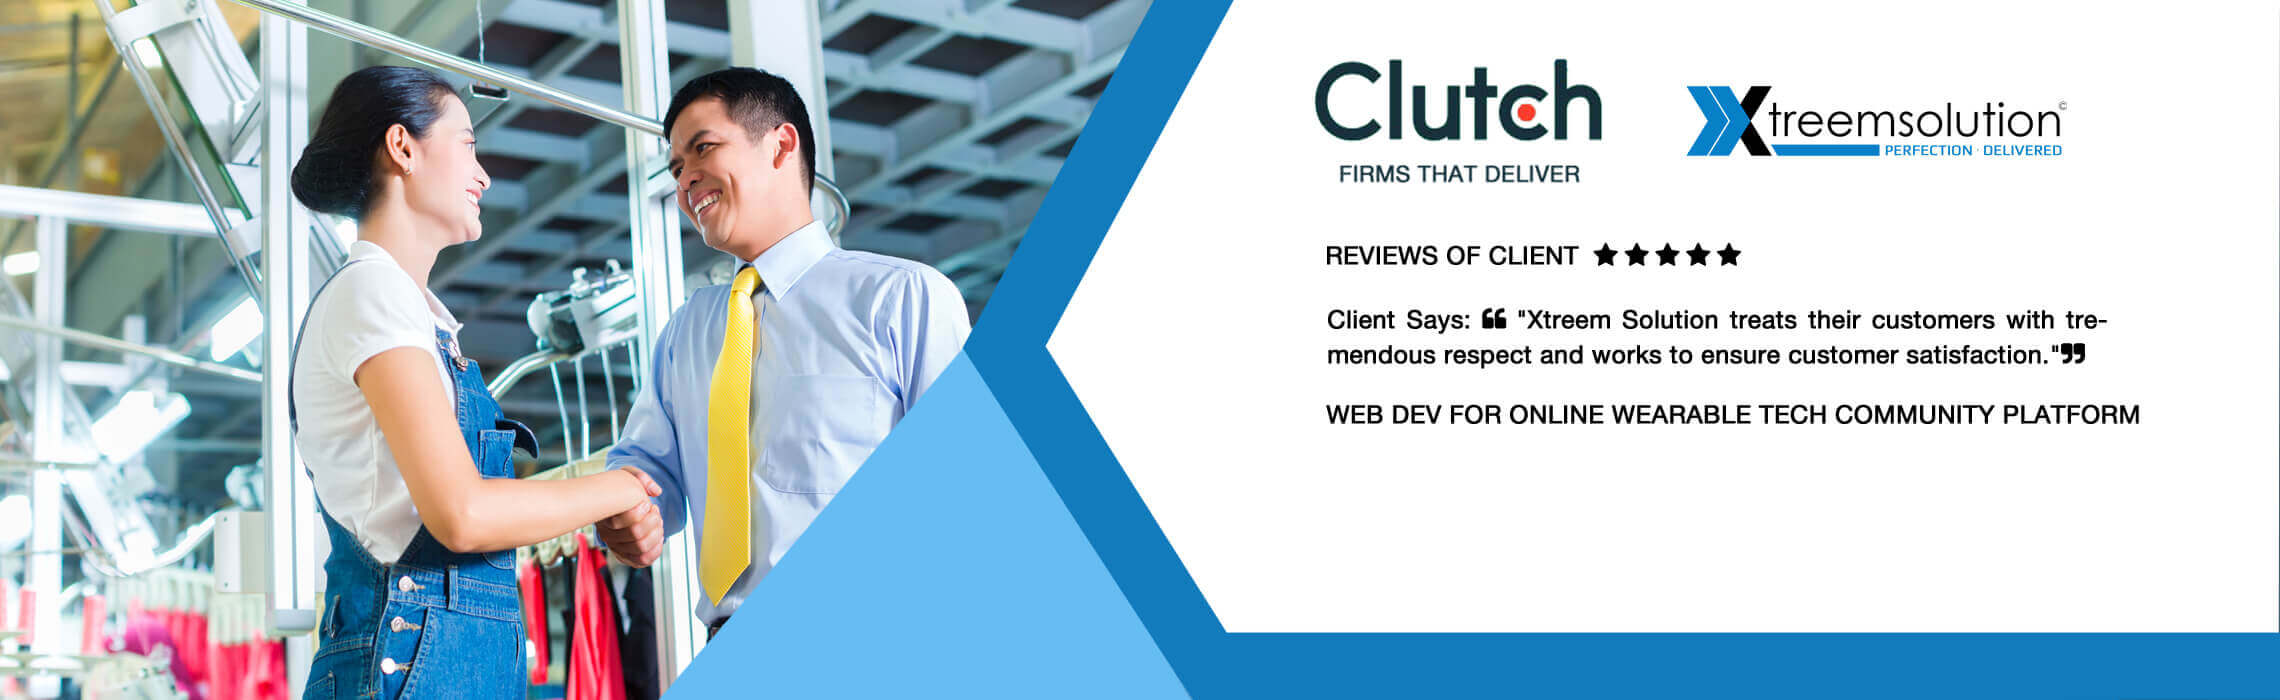 Clutch
FIRMS THAT DELIVER
Xtreemsolution©
PERFECTION · DELIVERED
REVIEWS OF CLIENT ★★★★★
Client Says: ❝ "Xtreem Solution treats their customers with tre-
mendous respect and works to ensure customer satisfaction."❞
WEB DEV FOR ONLINE WEARABLE TECH COMMUNITY PLATFORM